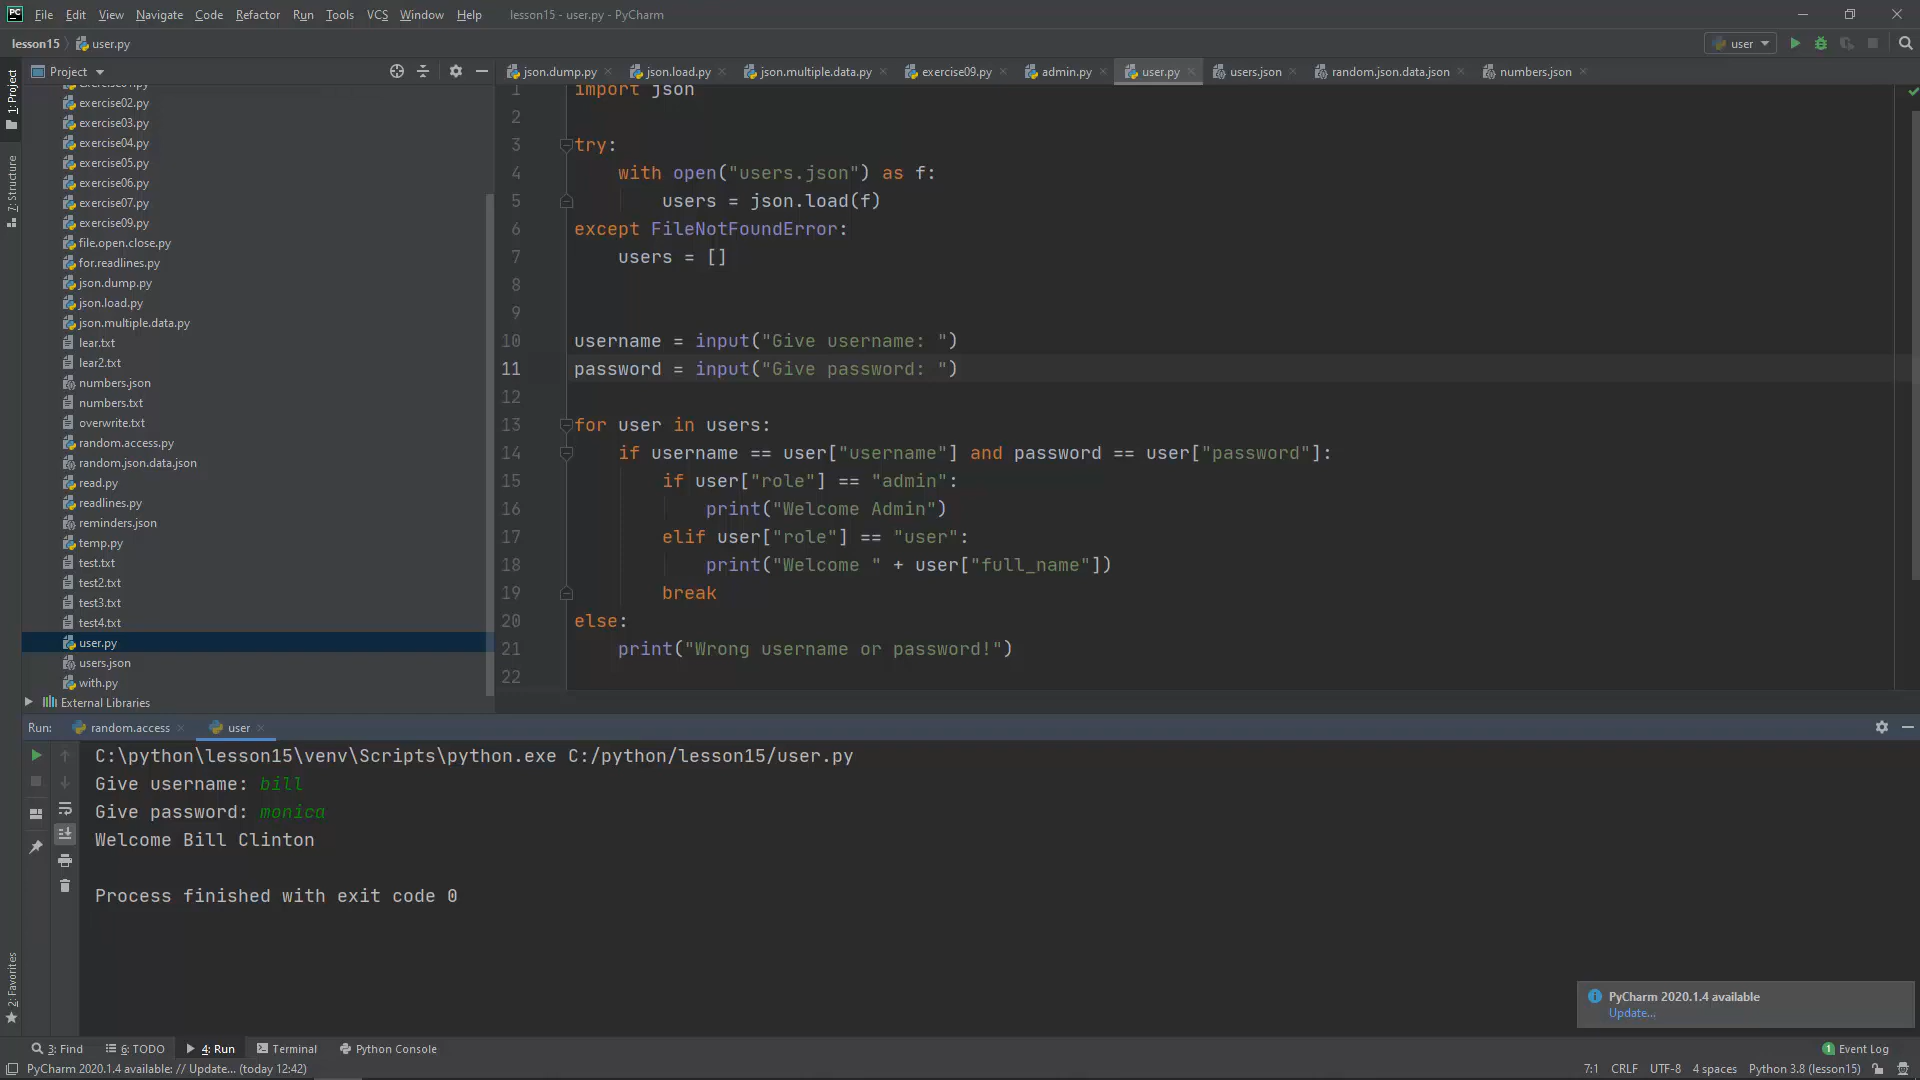 File Edit View Navigate Code Refactor Run Tools VCS Window Help lesson15 - user.py - PyCharm
lesson15 user.py user
Project
json.dump.py json.load.py json.multiple.data.py exercise09.py admin.py user.py users.json random.json.data.json numbers.json
1: Project
7: Structure
2: Favorites
exercise02.py
exercise03.py
exercise04.py
exercise05.py
exercise06.py
exercise07.py
exercise09.py
file.open.close.py
for.readlines.py
json.dump.py
json.load.py
json.multiple.data.py
lear.txt
lear2.txt
numbers.json
numbers.txt
overwrite.txt
random.access.py
random.json.data.json
read.py
readlines.py
reminders.json
temp.py
test.txt
test2.txt
test3.txt
test4.txt
user.py
users.json
with.py
External Libraries
1 import json
2
3 try:
4 with open("users.json") as f:
5 users = json.load(f)
6 except FileNotFoundError:
7 users = []
8
9
10 username = input("Give username: ")
11 password = input("Give password: ")
12
13 for user in users:
14 if username == user["username"] and password == user["password"]:
15 if user["role"] == "admin":
16 print("Welcome Admin")
17 elif user["role"] == "user":
18 print("Welcome " + user["full_name"])
19 break
20 else:
21 print("Wrong username or password!")
22
Run: random.access user
C:\python\lesson15\venv\Scripts\python.exe C:/python/lesson15/user.py
Give username: bill
Give password: monica
Welcome Bill Clinton
Process finished with exit code 0
PyCharm 2020.1.4 available
Update...
3: Find 6: TODO 4: Run Terminal Python Console 1 Event Log
PyCharm 2020.1.4 available: // Update... (today 12:42) 7:1 CRLF UTF-8 4 spaces Python 3.8 (lesson15)